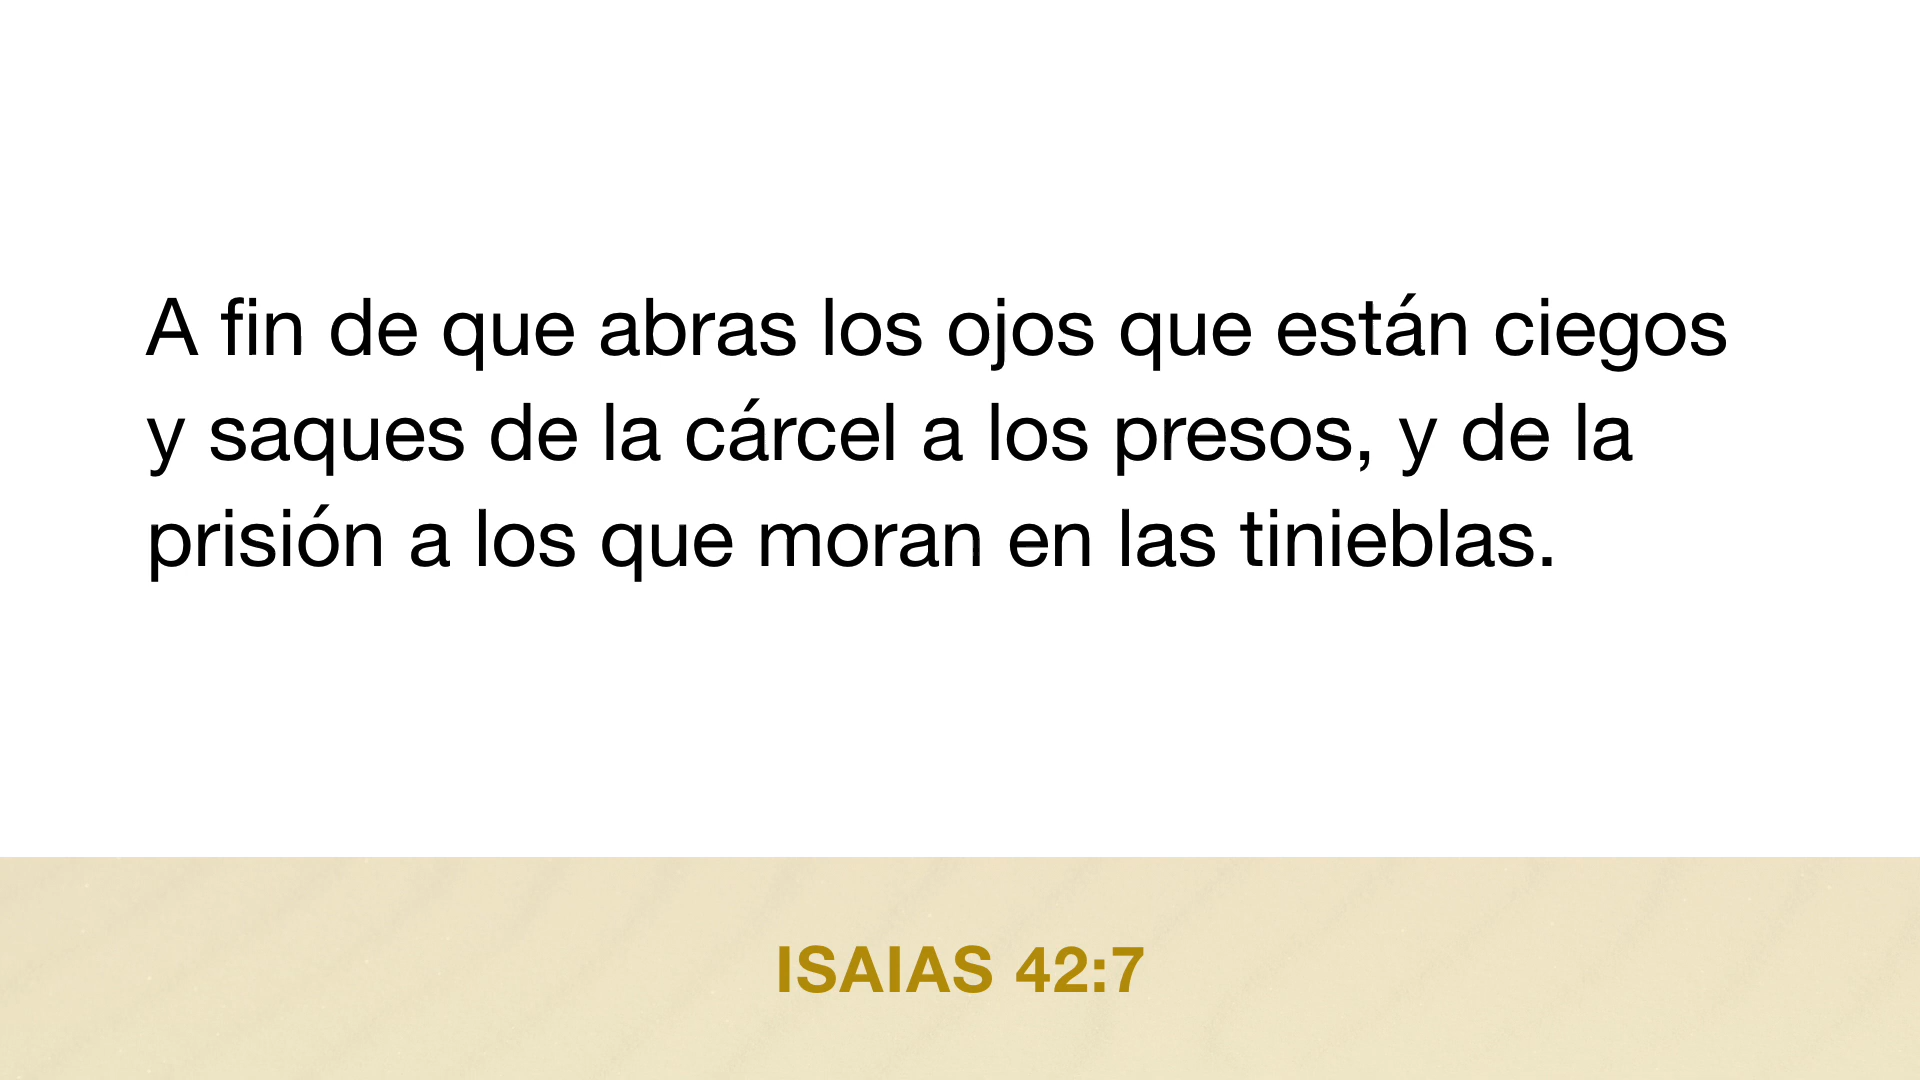 A fin de que abras los ojos que están ciegos
y saques de la cárcel a los presos, y de la
prisión a los que moran en las tinieblas.
ISAIAS 42:7